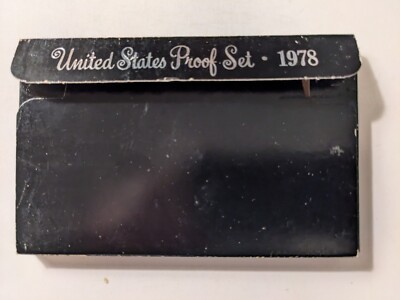 United States Proof Set · 1978